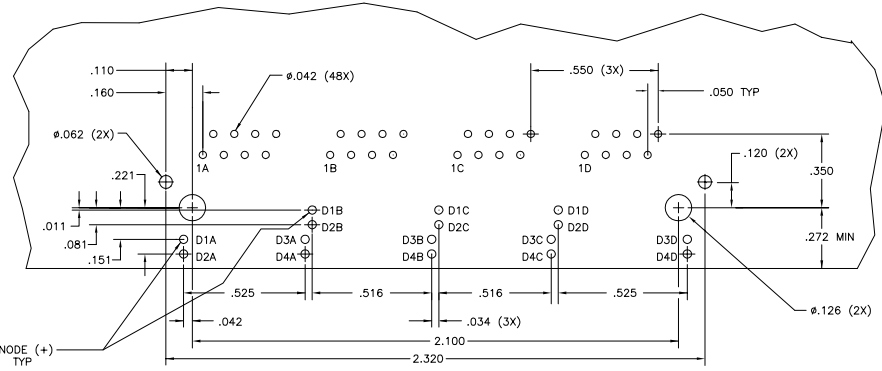 .110
.160
ø.042 (48X)
.550 (3X)
.050 TYP
ø.062 (2X)
1A
1B
1C
1D
.120 (2X)
.350
.221
.011
.081
.151
D1B
D1C
D1D
D2B
D2C
D2D
D1A
D3A
D3B
D3C
D3D
D2A
D4A
D4B
D4C
D4D
.272 MIN
.525
.516
.516
.525
.042
.034 (3X)
ø.126 (2X)
2.100
2.320
NODE (+)
TYP